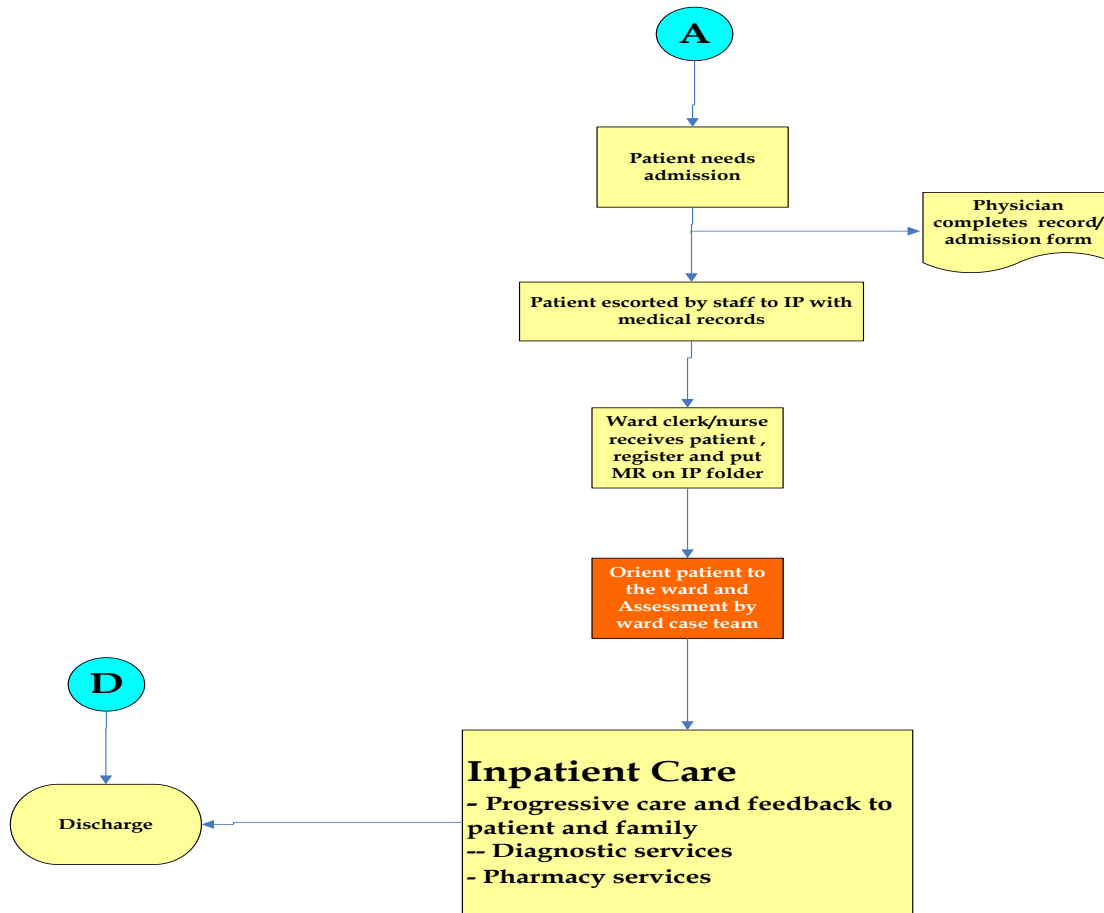 A
Patient needs
admission
Physician
completes record/
admission form
Patient escorted by staff to IP with
medical records
Ward clerk/nurse
receives patient ,
register and put
MR on IP folder
Orient patient to
the ward and
Assessment by
ward case team
D
Discharge
Inpatient Care
- Progressive care and feedback to
patient and family
-- Diagnostic services
- Pharmacy services